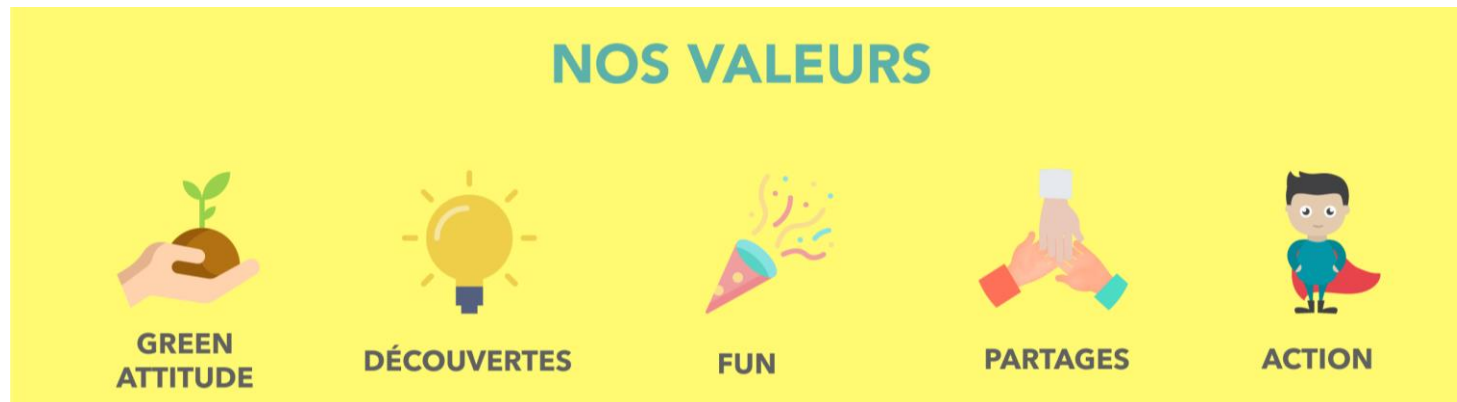 NOS VALEURS
GREEN
ATTITUDE
DÉCOUVERTES
FUN
PARTAGES
ACTION